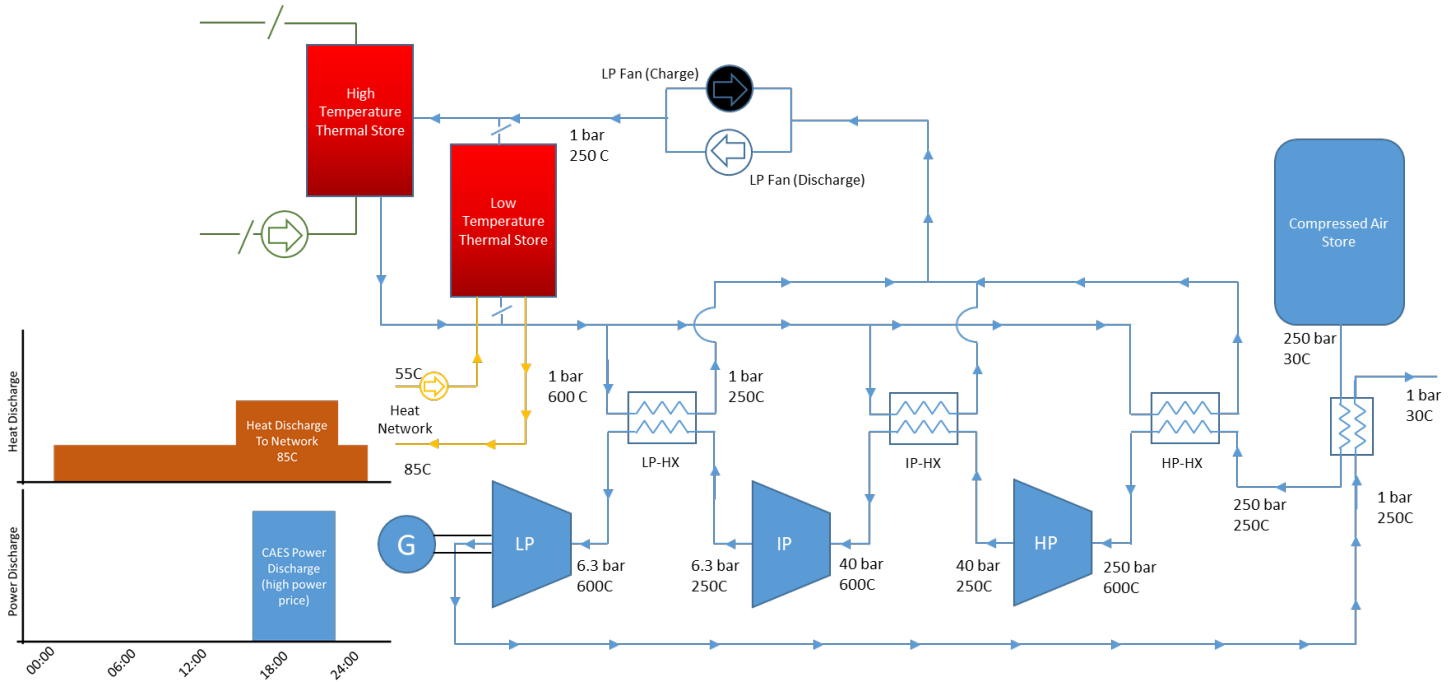 High
Temperature
Thermal Store
LP Fan (Charge)
1 bar
250 C
LP Fan (Discharge)
Low
Temperature
Thermal Store
Compressed Air
Store
250 bar
30C
1 bar
30C
55C
Heat
Network
85C
1 bar
600 C
1 bar
250C
LP-HX
IP-HX
HP-HX
250 bar
250C
1 bar
250C
G
LP
6.3 bar
600C
IP
6.3 bar
250C
40 bar
600C
HP
40 bar
250C
250 bar
600C
Heat Discharge
Heat Discharge
To Network
85C
Power Discharge
CAES Power
Discharge
(high power
price)
00:00
06:00
12:00
18:00
24:00